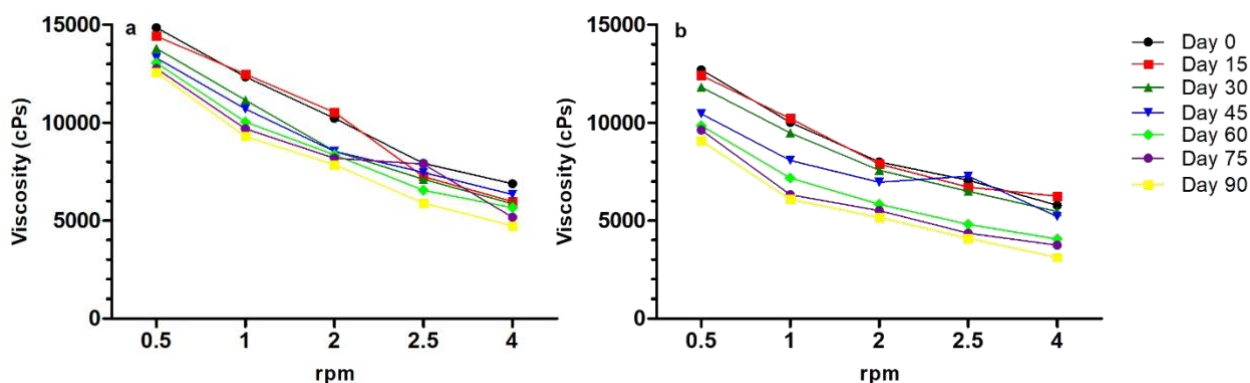 a
Viscosity (cPs)
15000
10000
5000
0
0.5 1 2 2.5 4
rpm
b
Viscosity (cPs)
15000
10000
5000
0
0.5 1 2 2.5 4
rpm
Day 0
Day 15
Day 30
Day 45
Day 60
Day 75
Day 90